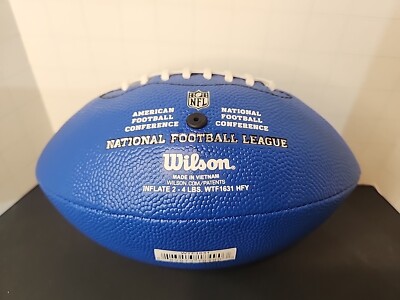 NFL
AMERICAN FOOTBALL CONFERENCE
NATIONAL FOOTBALL CONFERENCE
NATIONAL FOOTBALL LEAGUE
Wilson.
MADE IN VIETNAM
WILSON.COM/PATENTS
INFLATE 2 - 4 LBS. WTF1631 HFY